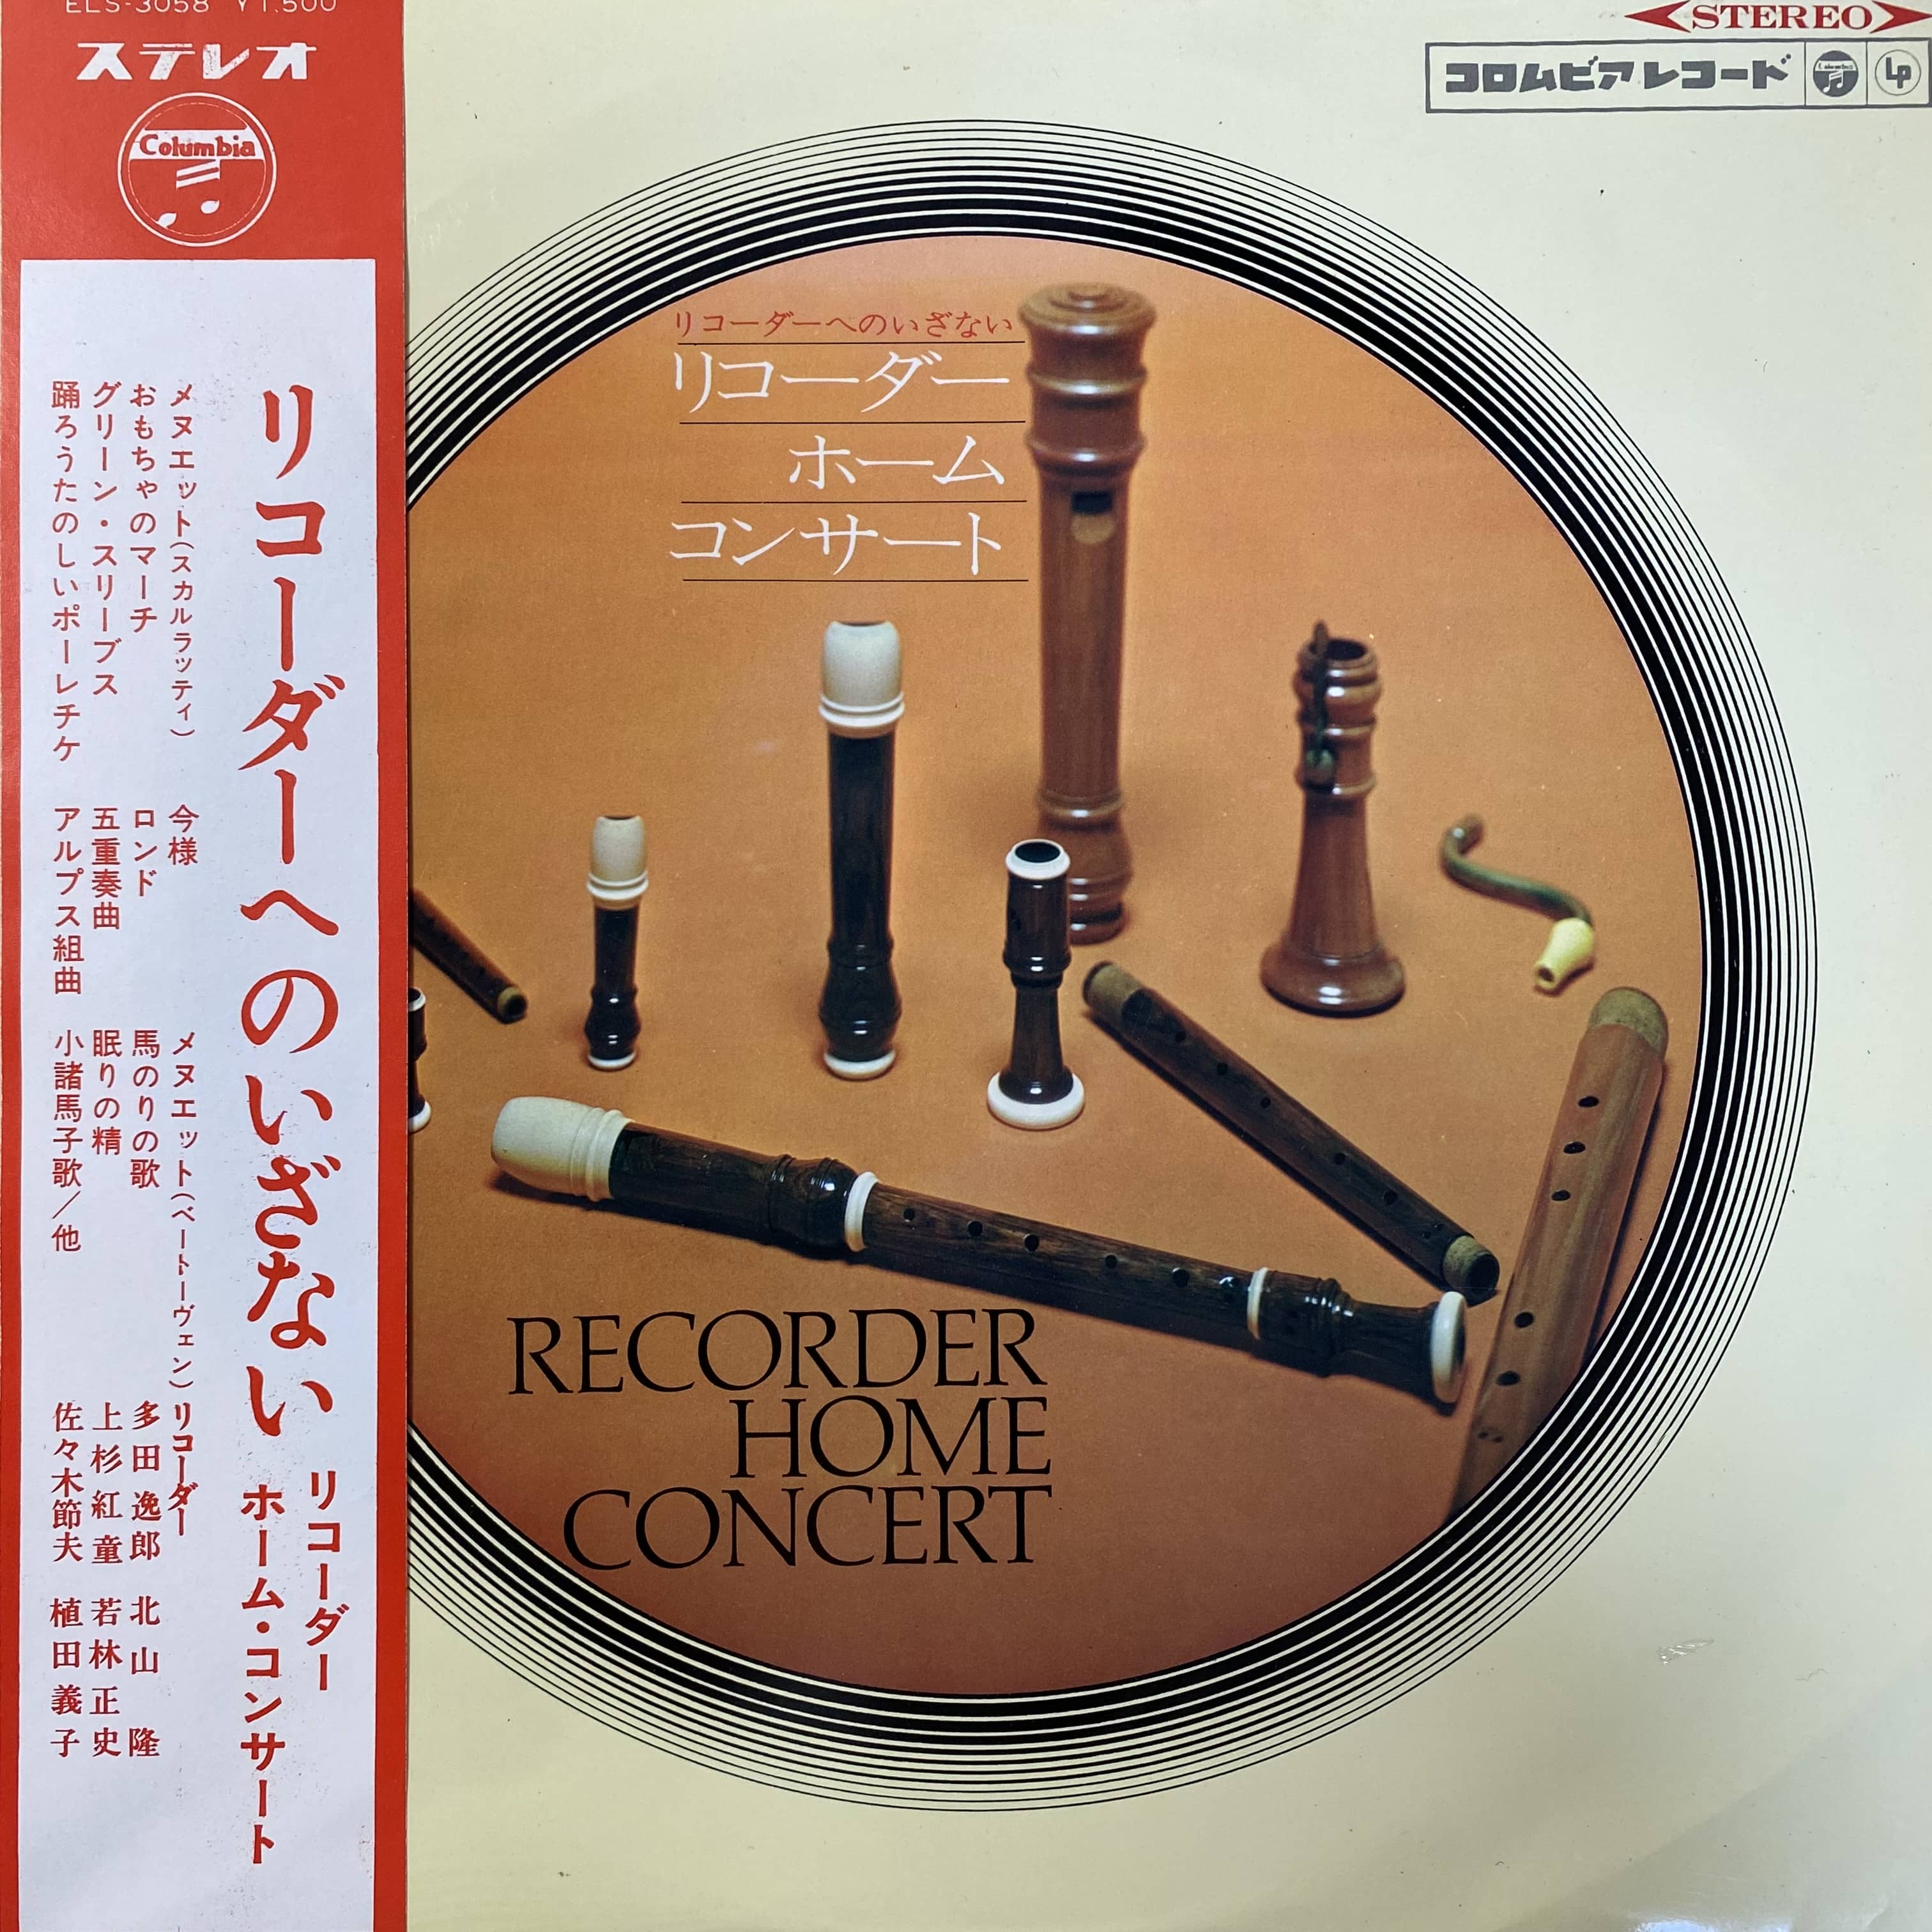 ELS-3058 ¥1,500
ステレオ
Columbia
リコーダーへのいざない
リコーダー
ホーム・コンサート
メヌエット(スカルラッティ)
おもちゃのマーチ
グリーン・スリーブス
踊ろうたのしいポーレチケ
今様
ロンド
五重奏曲
アルプス組曲
メヌエット(ベートーヴェン)
馬のりの歌
眠りの精
小諸馬子歌/他
リコーダー
多田逸郎
上杉紅童
佐々木節夫
北山隆
若林正史
植田義子
STEREO
コロムビアレコード
Columbia
LP
リコーダーへのいざない
リコーダー
ホーム
コンサート
RECORDER
HOME
CONCERT